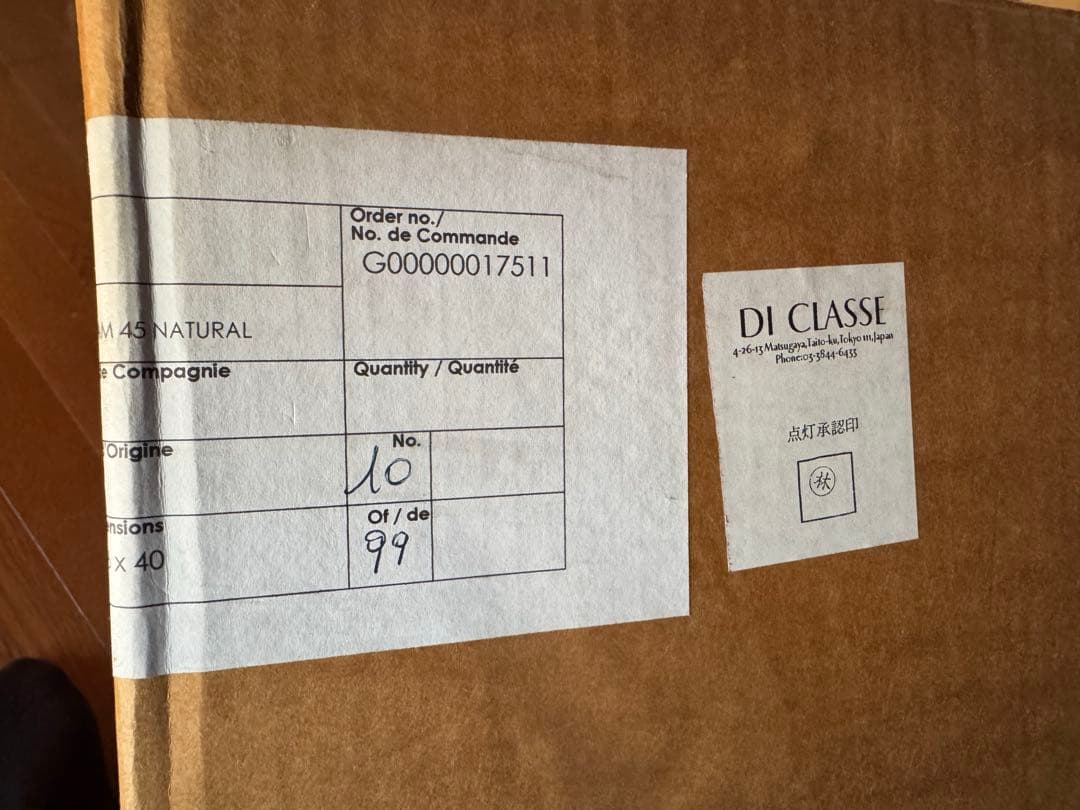 Order no./
No. de Commande
G00000017511
M 45 NATURAL
Compagnie
Quantity / Quantité
Origine
No.
10
nsions
x 40
Of / de
99
DI CLASSE
4-26-13 Matsugaya,Taito-ku,Tokyo 111,Japan
Phone:03-3844-6433
点灯承認印